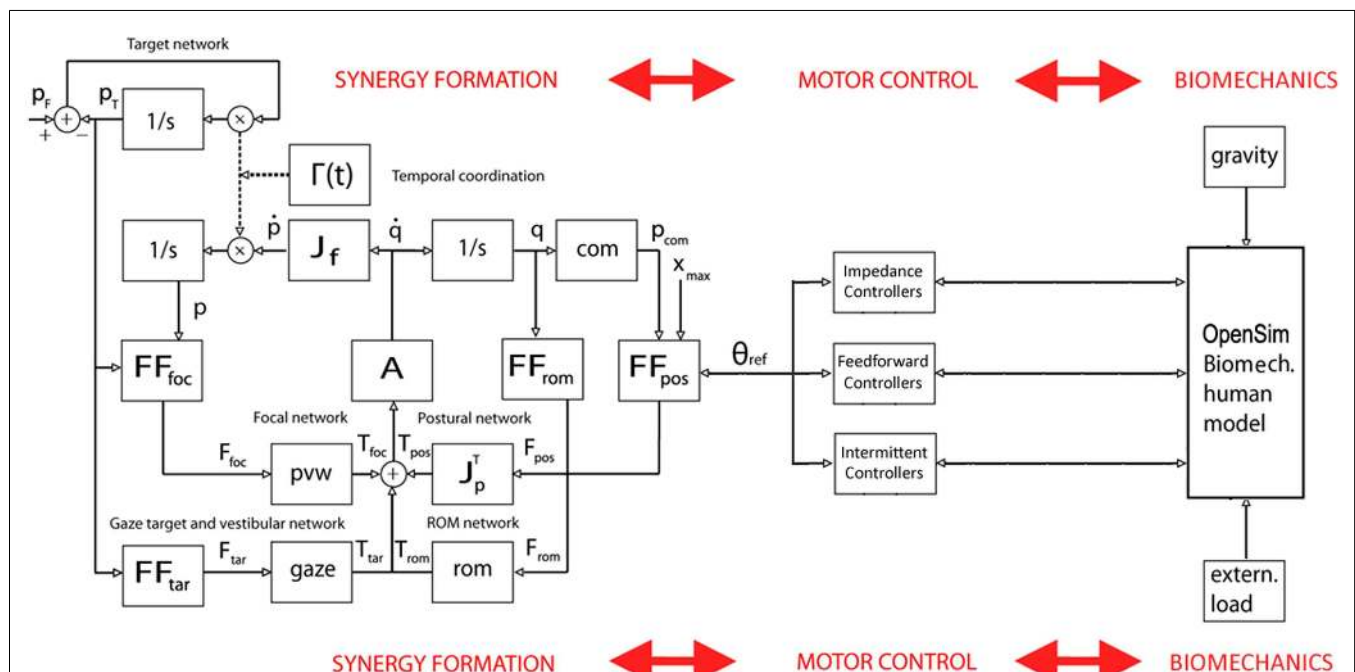 Target network
SYNERGY FORMATION
MOTOR CONTROL
BIOMECHANICS
p_F
p_T
+
+
−
1/s
×
gravity
Γ(t)
Temporal coordination
1/s
×
ṗ
J_f
q̇
1/s
q
com
p_com
x_max
p
FF_foc
A
FF_rom
FF_pos
θ_ref
Impedance
Controllers
Feedforward
Controllers
Intermittent
Controllers
OpenSim
Biomech.
human
model
Focal network
Postural network
F_foc
pvw
T_foc
T_pos
+
J_p^T
F_pos
Gaze target and vestibular network
ROM network
FF_tar
F_tar
gaze
T_tar
T_rom
rom
F_rom
extern.
load
SYNERGY FORMATION
MOTOR CONTROL
BIOMECHANICS